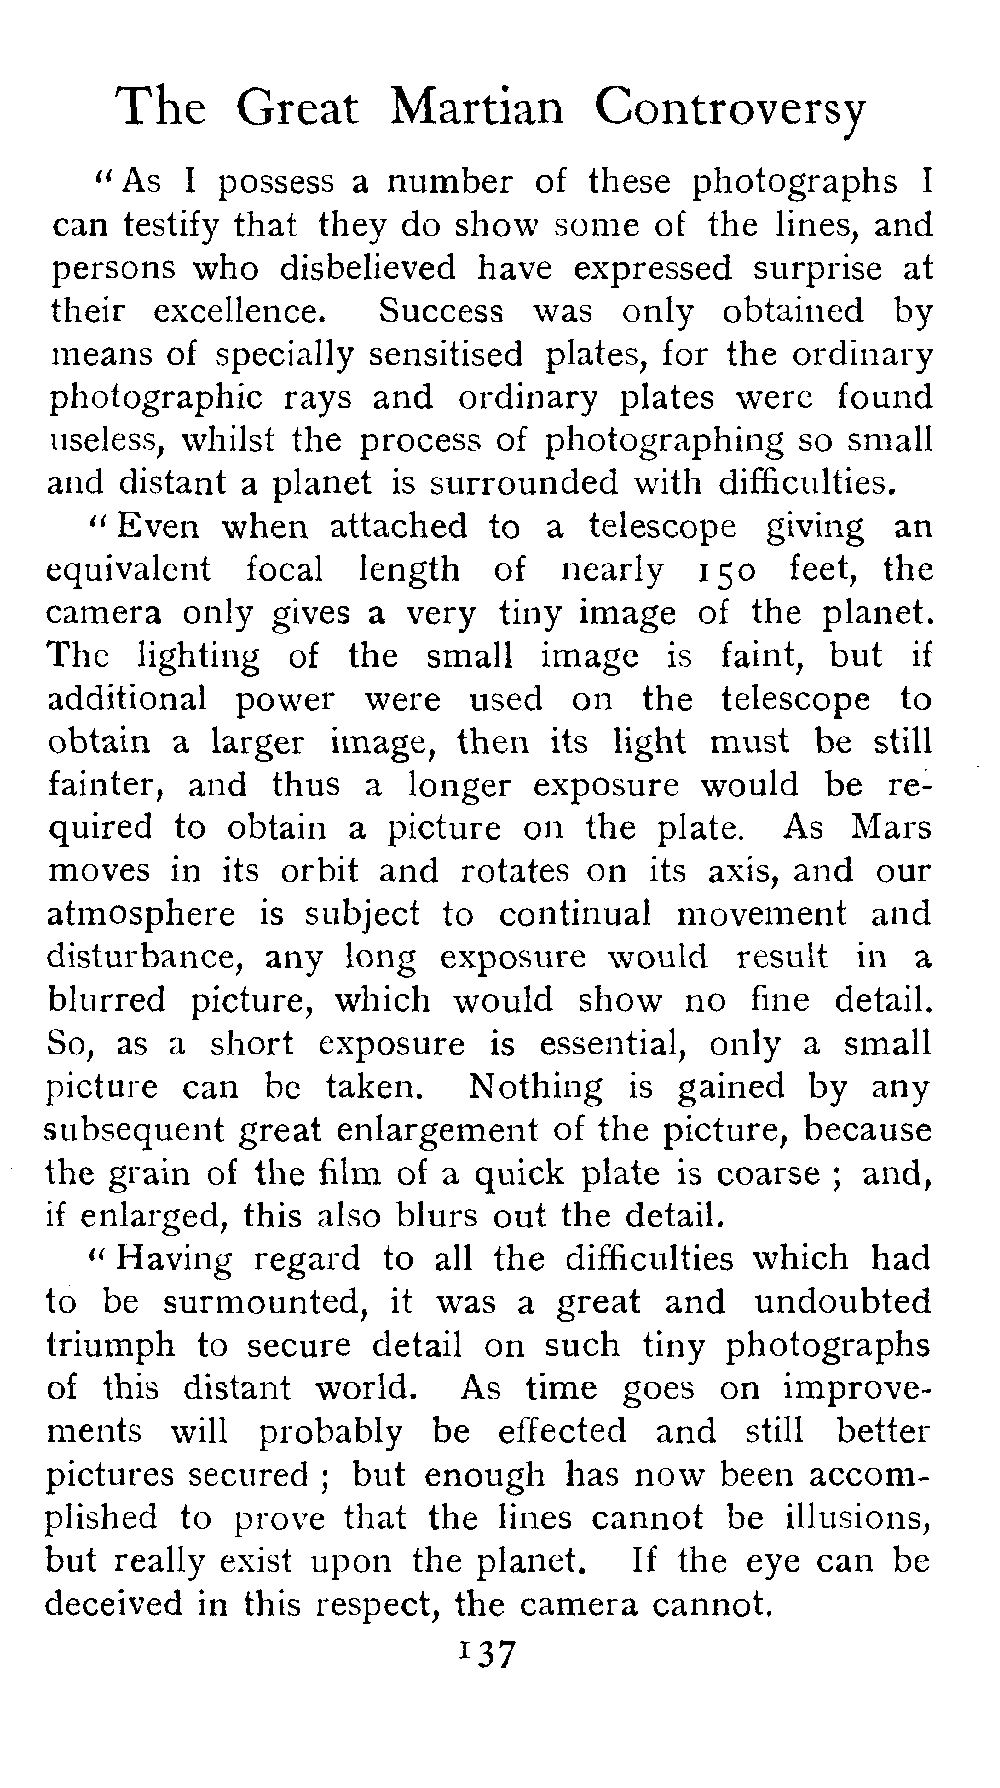 The Great Martian Controversy
“As I possess a number of these photographs I
can testify that they do show some of the lines, and
persons who disbelieved have expressed surprise at
their excellence. Success was only obtained by
means of specially sensitised plates, for the ordinary
photographic rays and ordinary plates were found
useless, whilst the process of photographing so small
and distant a planet is surrounded with difficulties.
“Even when attached to a telescope giving an
equivalent focal length of nearly 150 feet, the
camera only gives a very tiny image of the planet.
The lighting of the small image is faint, but if
additional power were used on the telescope to
obtain a larger image, then its light must be still
fainter, and thus a longer exposure would be re-
quired to obtain a picture on the plate. As Mars
moves in its orbit and rotates on its axis, and our
atmosphere is subject to continual movement and
disturbance, any long exposure would result in a
blurred picture, which would show no fine detail.
So, as a short exposure is essential, only a small
picture can be taken. Nothing is gained by any
subsequent great enlargement of the picture, because
the grain of the film of a quick plate is coarse ; and,
if enlarged, this also blurs out the detail.
“Having regard to all the difficulties which had
to be surmounted, it was a great and undoubted
triumph to secure detail on such tiny photographs
of this distant world. As time goes on improve-
ments will probably be effected and still better
pictures secured ; but enough has now been accom-
plished to prove that the lines cannot be illusions,
but really exist upon the planet. If the eye can be
deceived in this respect, the camera cannot.
137